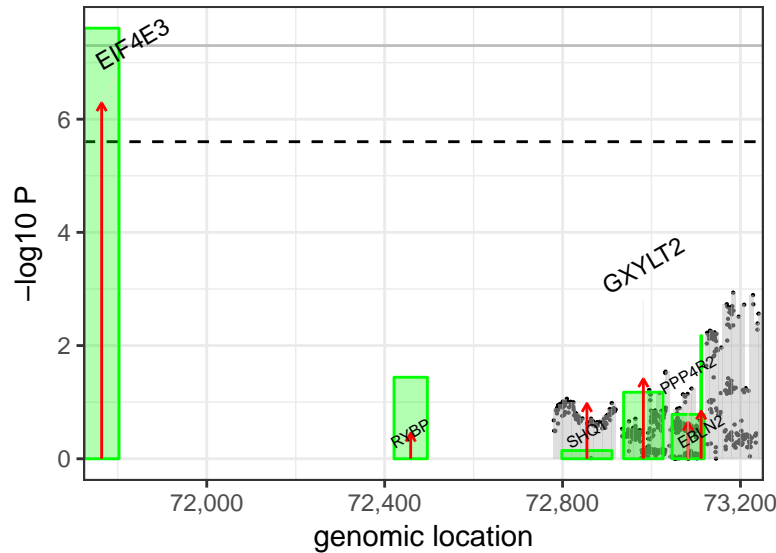 EIF4E3
6
4
2
0
−log10 P
GXYLT2
PPP4R2
RYBP
SHQ1
EBLN2
72,000
72,400
72,800
73,200
genomic location